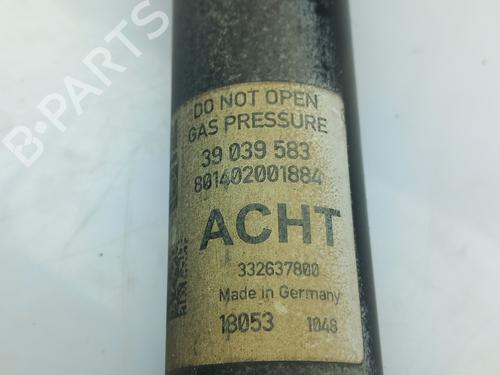 B-PARTS
DO NOT OPEN
GAS PRESSURE
39 039 583
801402001884
ACHT
332637800
Made in Germany
18053 1048